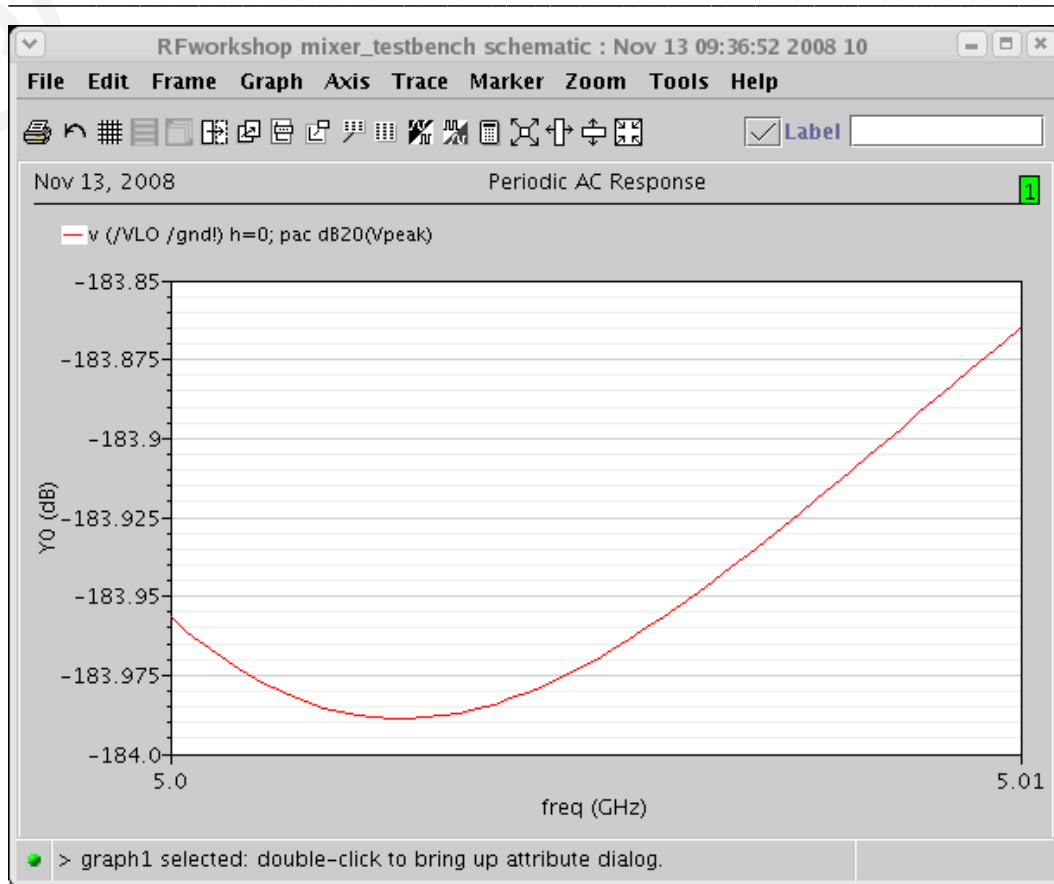 RFworkshop mixer_testbench schematic : Nov 13 09:36:52 2008 10
File Edit Frame Graph Axis Trace Marker Zoom Tools Help
Label
Nov 13, 2008 Periodic AC Response 1
v (/VLO /gnd!) h=0; pac dB20(Vpeak)
-183.85
-183.875
-183.9
-183.925
-183.95
-183.975
-184.0
Y0 (dB)
5.0 5.01
freq (GHz)
> graph1 selected: double-click to bring up attribute dialog.